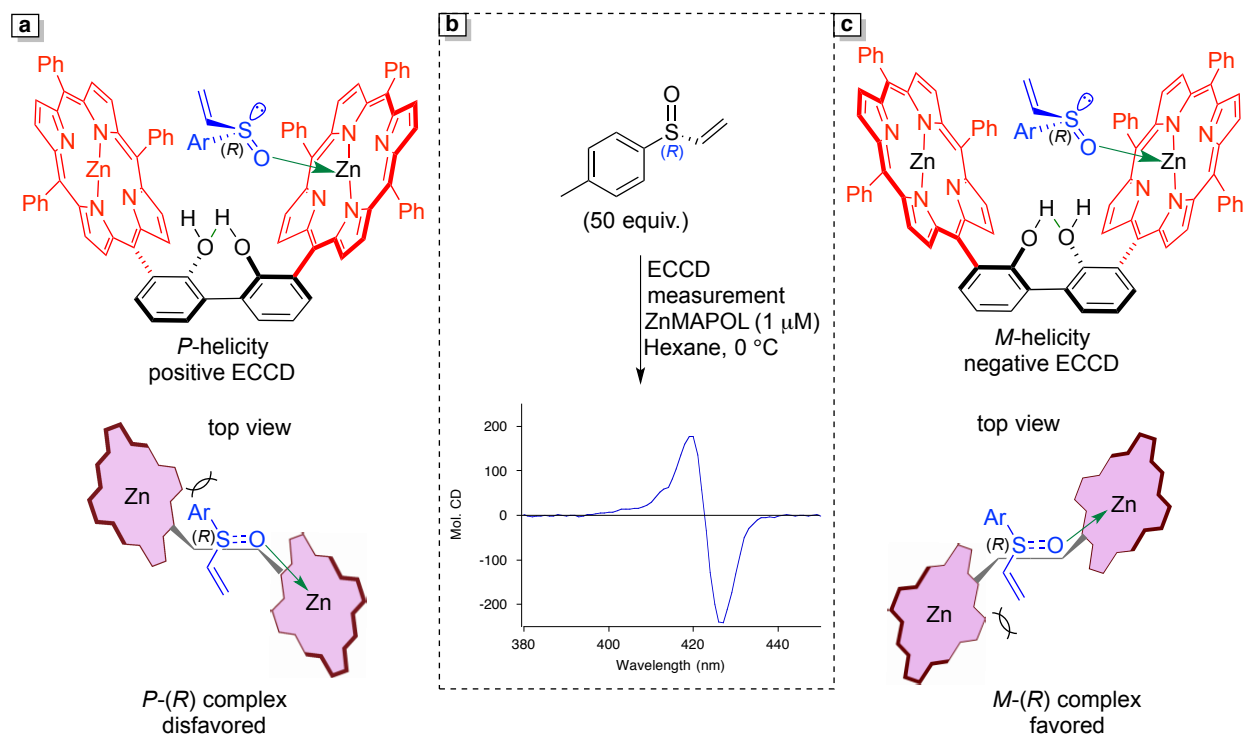 a
Ph
Ph
Ph
Ph
Ph
Ph
N
N
N
N
Zn
N
N
N
N
Zn
Ar
S
(R)
O
H
H
O
O
P-helicity
positive ECCD
top view
Zn
Ar
(R)
S
O
Zn
P-(R) complex
disfavored
b
O
S
(R)
(50 equiv.)
ECCD
measurement
ZnMAPOL (1 μM)
Hexane, 0 °C
Mol. CD
200
100
0
-100
-200
380
400
420
440
Wavelength (nm)
c
Ph
Ph
Ph
Ph
Ph
Ph
N
N
N
N
Zn
N
N
N
N
Zn
Ar
S
(R)
O
H
H
O
O
M-helicity
negative ECCD
top view
Zn
Ar
(R)
S
O
Zn
M-(R) complex
favored